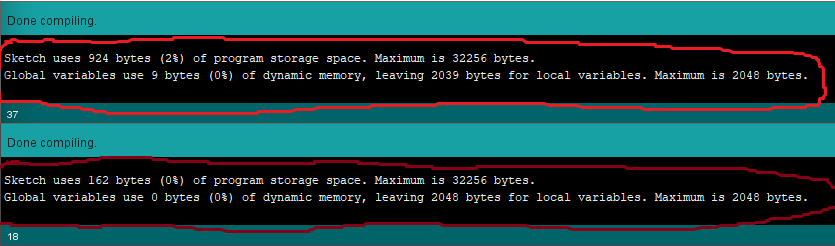 Done compiling.
Sketch uses 924 bytes (2%) of program storage space. Maximum is 32256 bytes.
Global variables use 9 bytes (0%) of dynamic memory, leaving 2039 bytes for local variables. Maximum is 2048 bytes.
37
Done compiling.
Sketch uses 162 bytes (0%) of program storage space. Maximum is 32256 bytes.
Global variables use 0 bytes (0%) of dynamic memory, leaving 2048 bytes for local variables. Maximum is 2048 bytes.
18